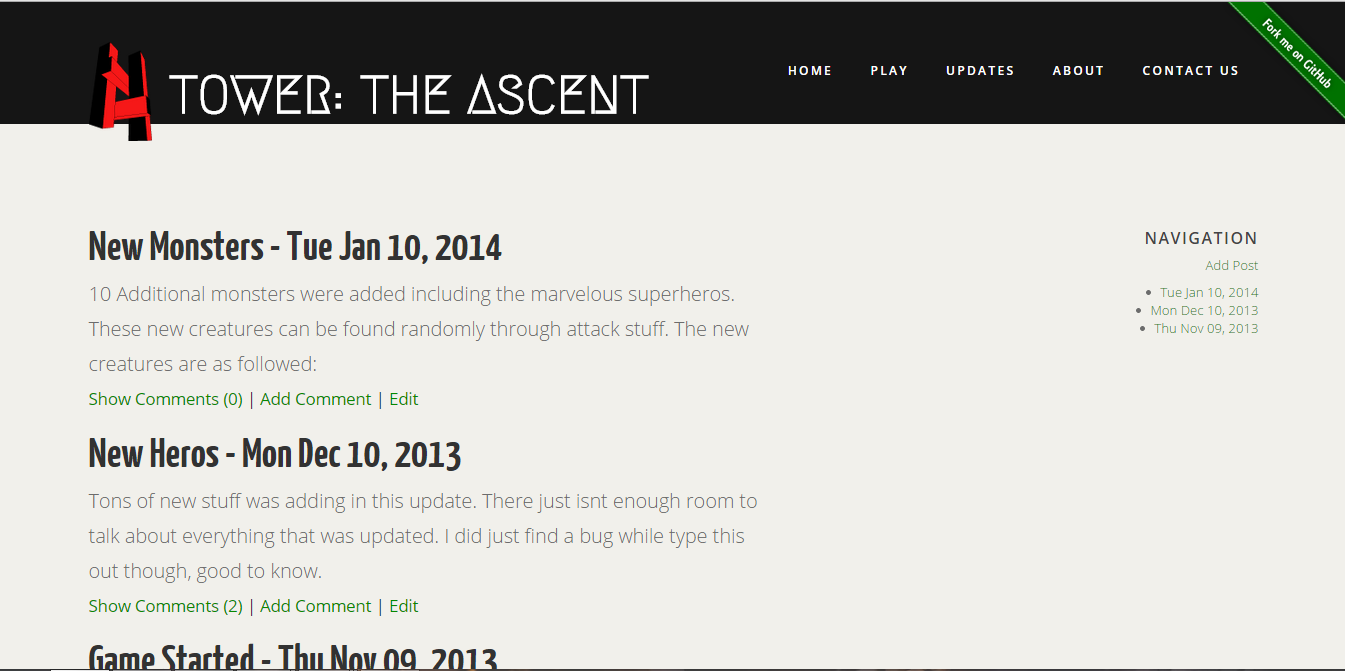 TOWER: THE ASCENT
HOME PLAY UPDATES ABOUT CONTACT US
Fork me on GitHub
New Monsters - Tue Jan 10, 2014
10 Additional monsters were added including the marvelous superheros.
These new creatures can be found randomly through attack stuff. The new
creatures are as followed:
Show Comments (0) | Add Comment | Edit
New Heros - Mon Dec 10, 2013
Tons of new stuff was adding in this update. There just isnt enough room to
talk about everything that was updated. I did just find a bug while type this
out though, good to know.
Show Comments (2) | Add Comment | Edit
Game Started - Thu Nov 09, 2013
NAVIGATION
Add Post
• Tue Jan 10, 2014
• Mon Dec 10, 2013
• Thu Nov 09, 2013